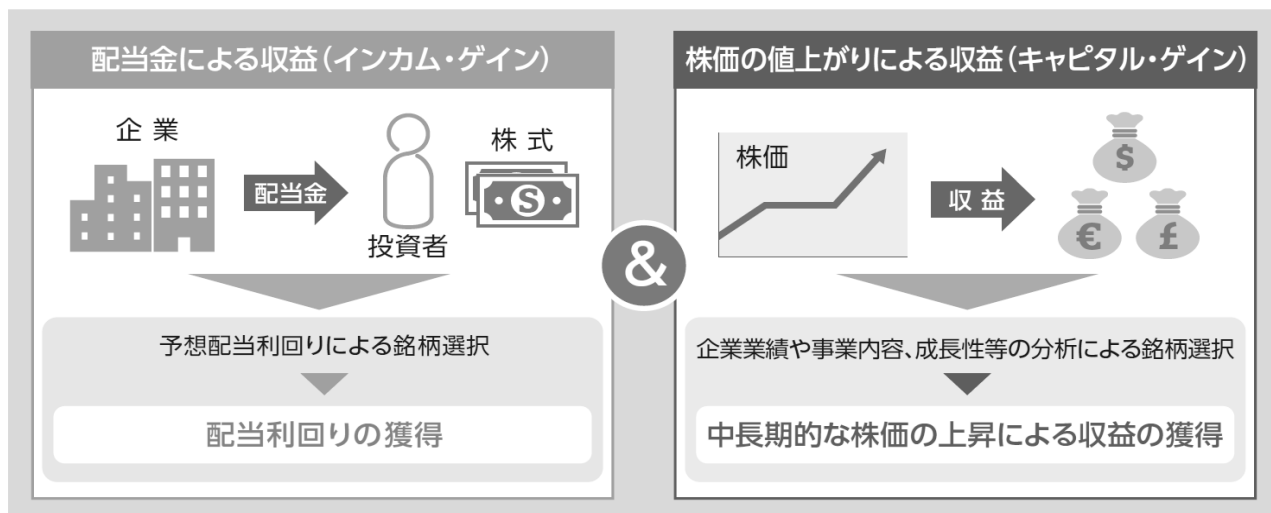 配当金による収益(インカム・ゲイン)
企業
配当金
投資者
株式
S
予想配当利回りによる銘柄選択
配当利回りの獲得
&
株価の値上がりによる収益(キャピタル・ゲイン)
株価
収益
$
€
£
企業業績や事業内容、成長性等の分析による銘柄選択
中長期的な株価の上昇による収益の獲得